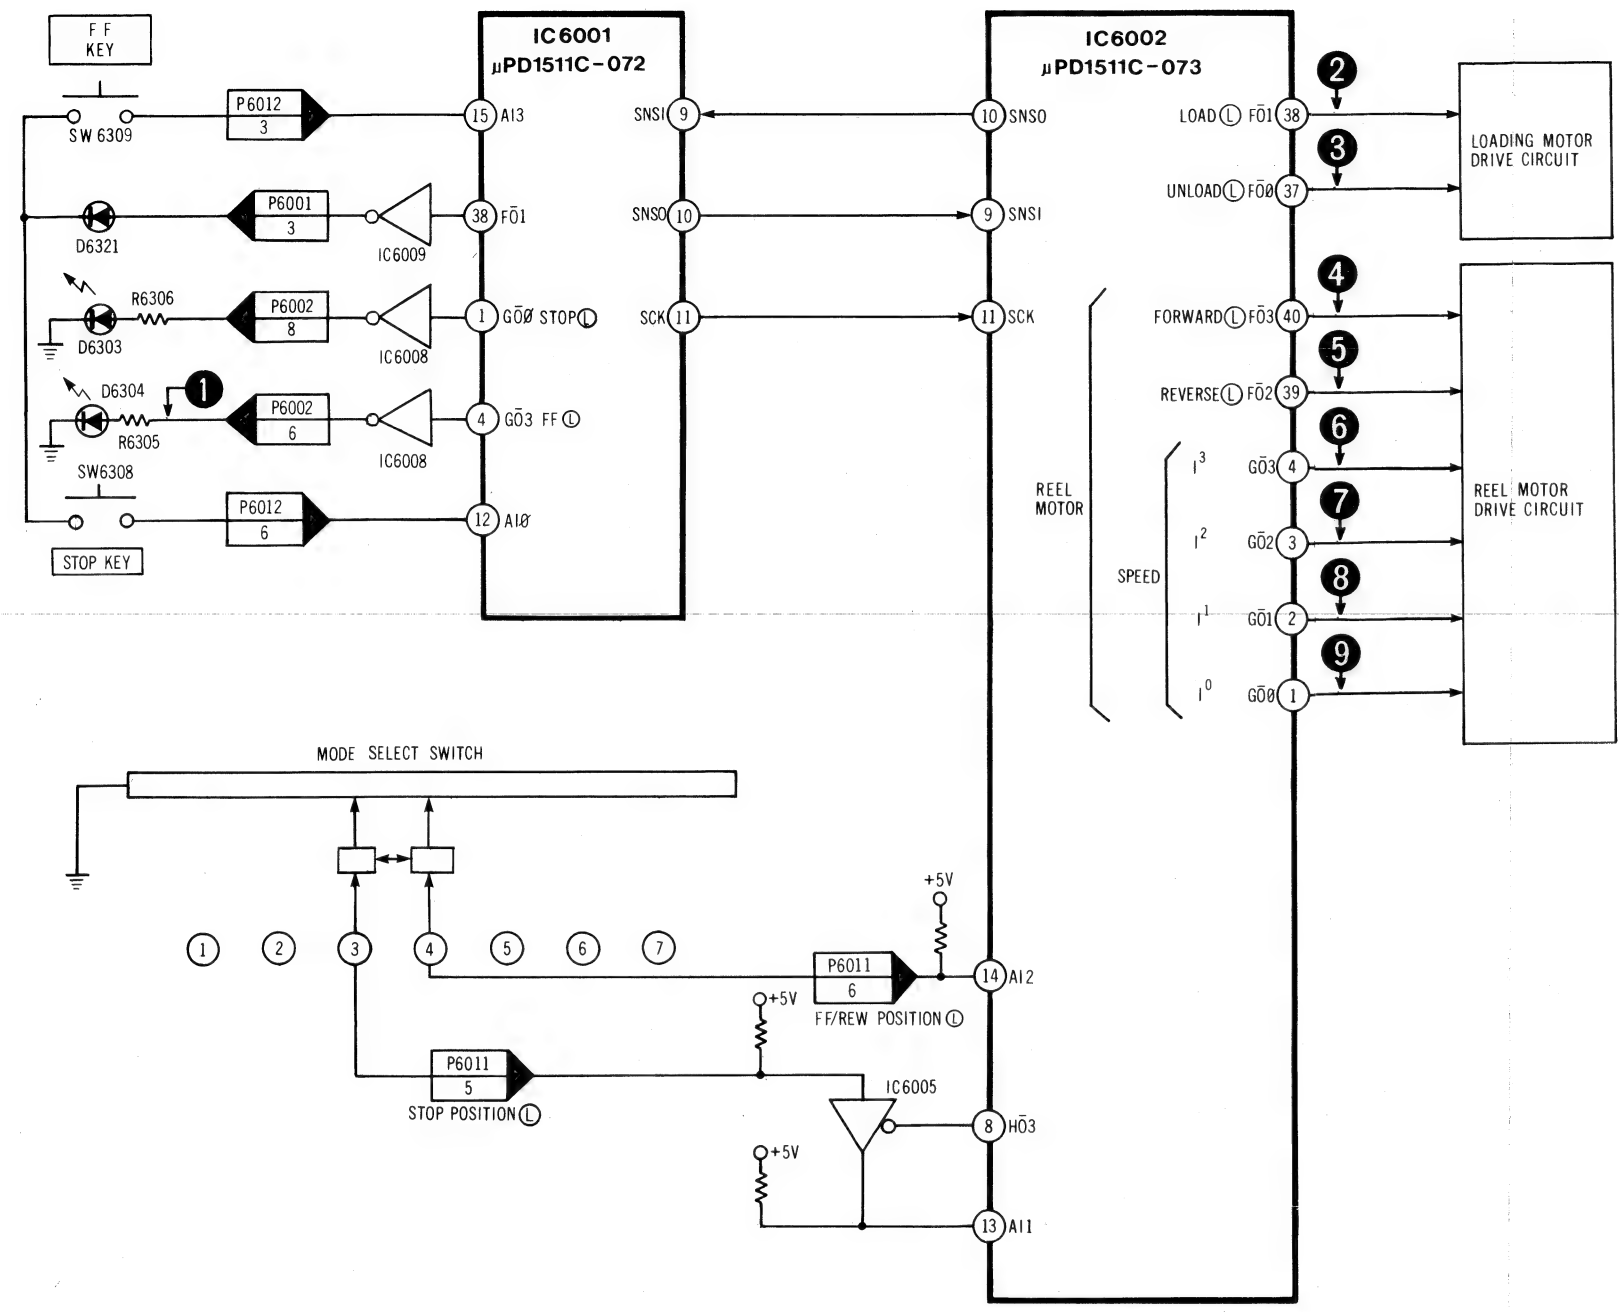 FF
KEY
SW6309
P6012
3
IC6001
μPD1511C-072
15 AI3
SNSI 9
D6321
P6001
3
IC6009
38 FŌ1
SNSO 10
D6303
R6306
P6002
8
IC6008
1 GŌ0 STOP Ⓛ
SCK 11
D6304
R6305
1
P6002
6
IC6008
4 GŌ3 FF Ⓛ
SW6308
STOP KEY
P6012
6
12 AI0
IC6002
μPD1511C-073
10 SNSO
9 SNSI
11 SCK
LOAD Ⓛ FŌ1 38
2
UNLOAD Ⓛ FŌ0 37
3
LOADING MOTOR
DRIVE CIRCUIT
REEL
MOTOR
FORWARD Ⓛ FŌ3 40
4
REVERSE Ⓛ FŌ2 39
5
SPEED
I³ GŌ3 4
6
I² GŌ2 3
7
I¹ GŌ1 2
8
I⁰ GŌ0 1
9
REEL MOTOR
DRIVE CIRCUIT
MODE SELECT SWITCH
1 2 3 4 5 6 7
P6011
6
FF/REW POSITION Ⓛ
+5V
14 AI2
P6011
5
STOP POSITION Ⓛ
+5V
IC6005
8 HŌ3
+5V
13 AI1